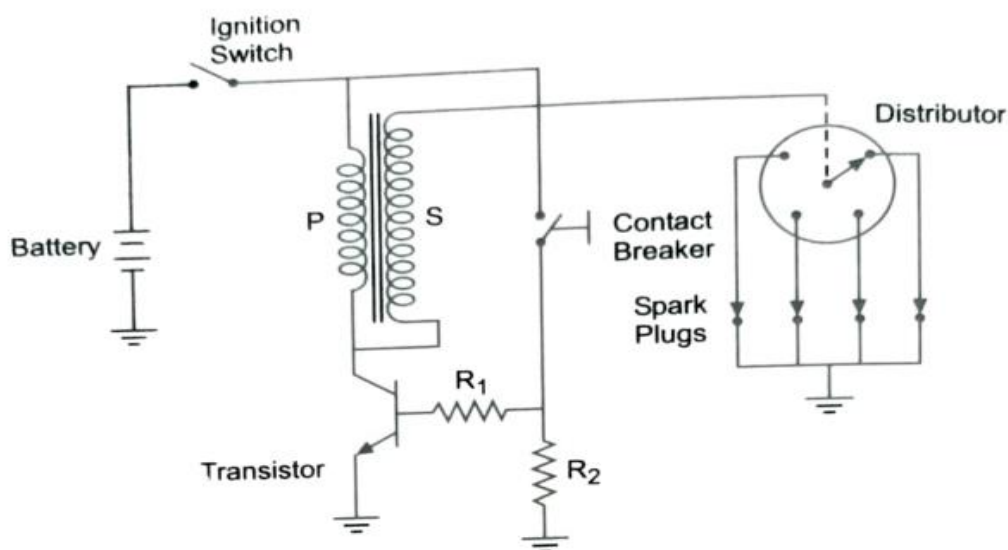 Ignition
Switch
Distributor
P
S
Contact
Breaker
Battery
Spark
Plugs
R1
Transistor
R2